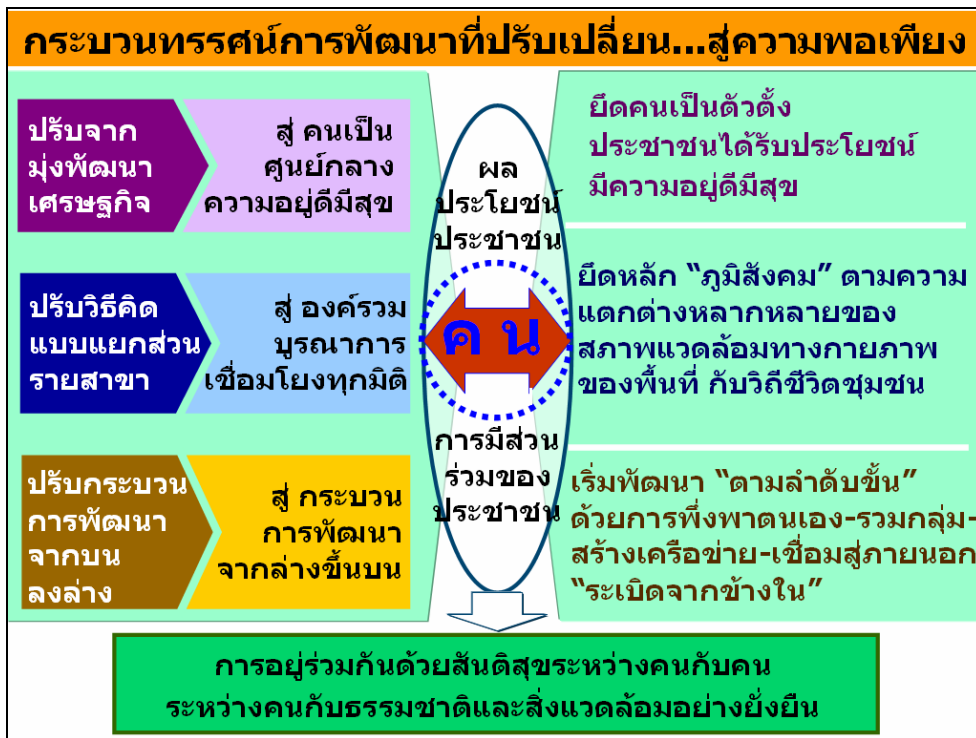 กระบวนทรรศน์การพัฒนาที่ปรับเปลี่ยน...สู่ความพอเพียง
ปรับจาก
มุ่งพัฒนา
เศรษฐกิจ
สู่ คนเป็น
ศูนย์กลาง
ความอยู่ดีมีสุข
ปรับวิธีคิด
แบบแยกส่วน
รายสาขา
สู่ องค์รวม
บูรณาการ
เชื่อมโยงทุกมิติ
ปรับกระบวน
การพัฒนา
จากบน
ลงล่าง
สู่ กระบวน
การพัฒนา
จากล่างขึ้นบน
ผล
ประโยชน์
ประชาชน
คน
การมีส่วน
ร่วมของ
ประชาชน
ยึดคนเป็นตัวตั้ง
ประชาชนได้รับประโยชน์
มีความอยู่ดีมีสุข
ยึดหลัก “ภูมิสังคม” ตามความ
แตกต่างหลากหลายของ
สภาพแวดล้อมทางกายภาพ
ของพื้นที่ กับวิถีชีวิตชุมชน
เริ่มพัฒนา “ตามลำดับขั้น”
ด้วยการพึ่งพาตนเอง-รวมกลุ่ม-
สร้างเครือข่าย-เชื่อมสู่ภายนอก
“ระเบิดจากข้างใน”
การอยู่ร่วมกันด้วยสันติสุขระหว่างคนกับคน
ระหว่างคนกับธรรมชาติและสิ่งแวดล้อมอย่างยั่งยืน